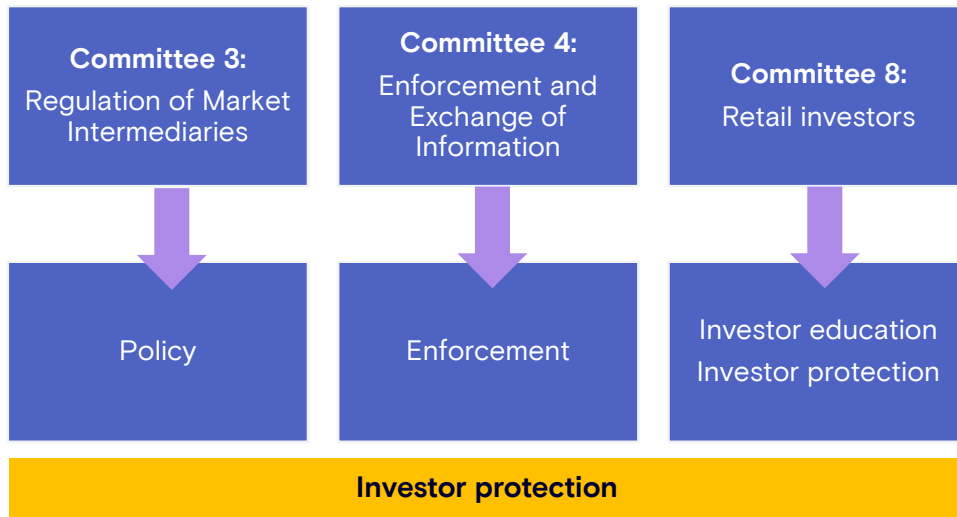 Committee 3:
Regulation of Market
Intermediaries
Committee 4:
Enforcement and
Exchange of
Information
Committee 8:
Retail investors
Policy
Enforcement
Investor education
Investor protection
Investor protection